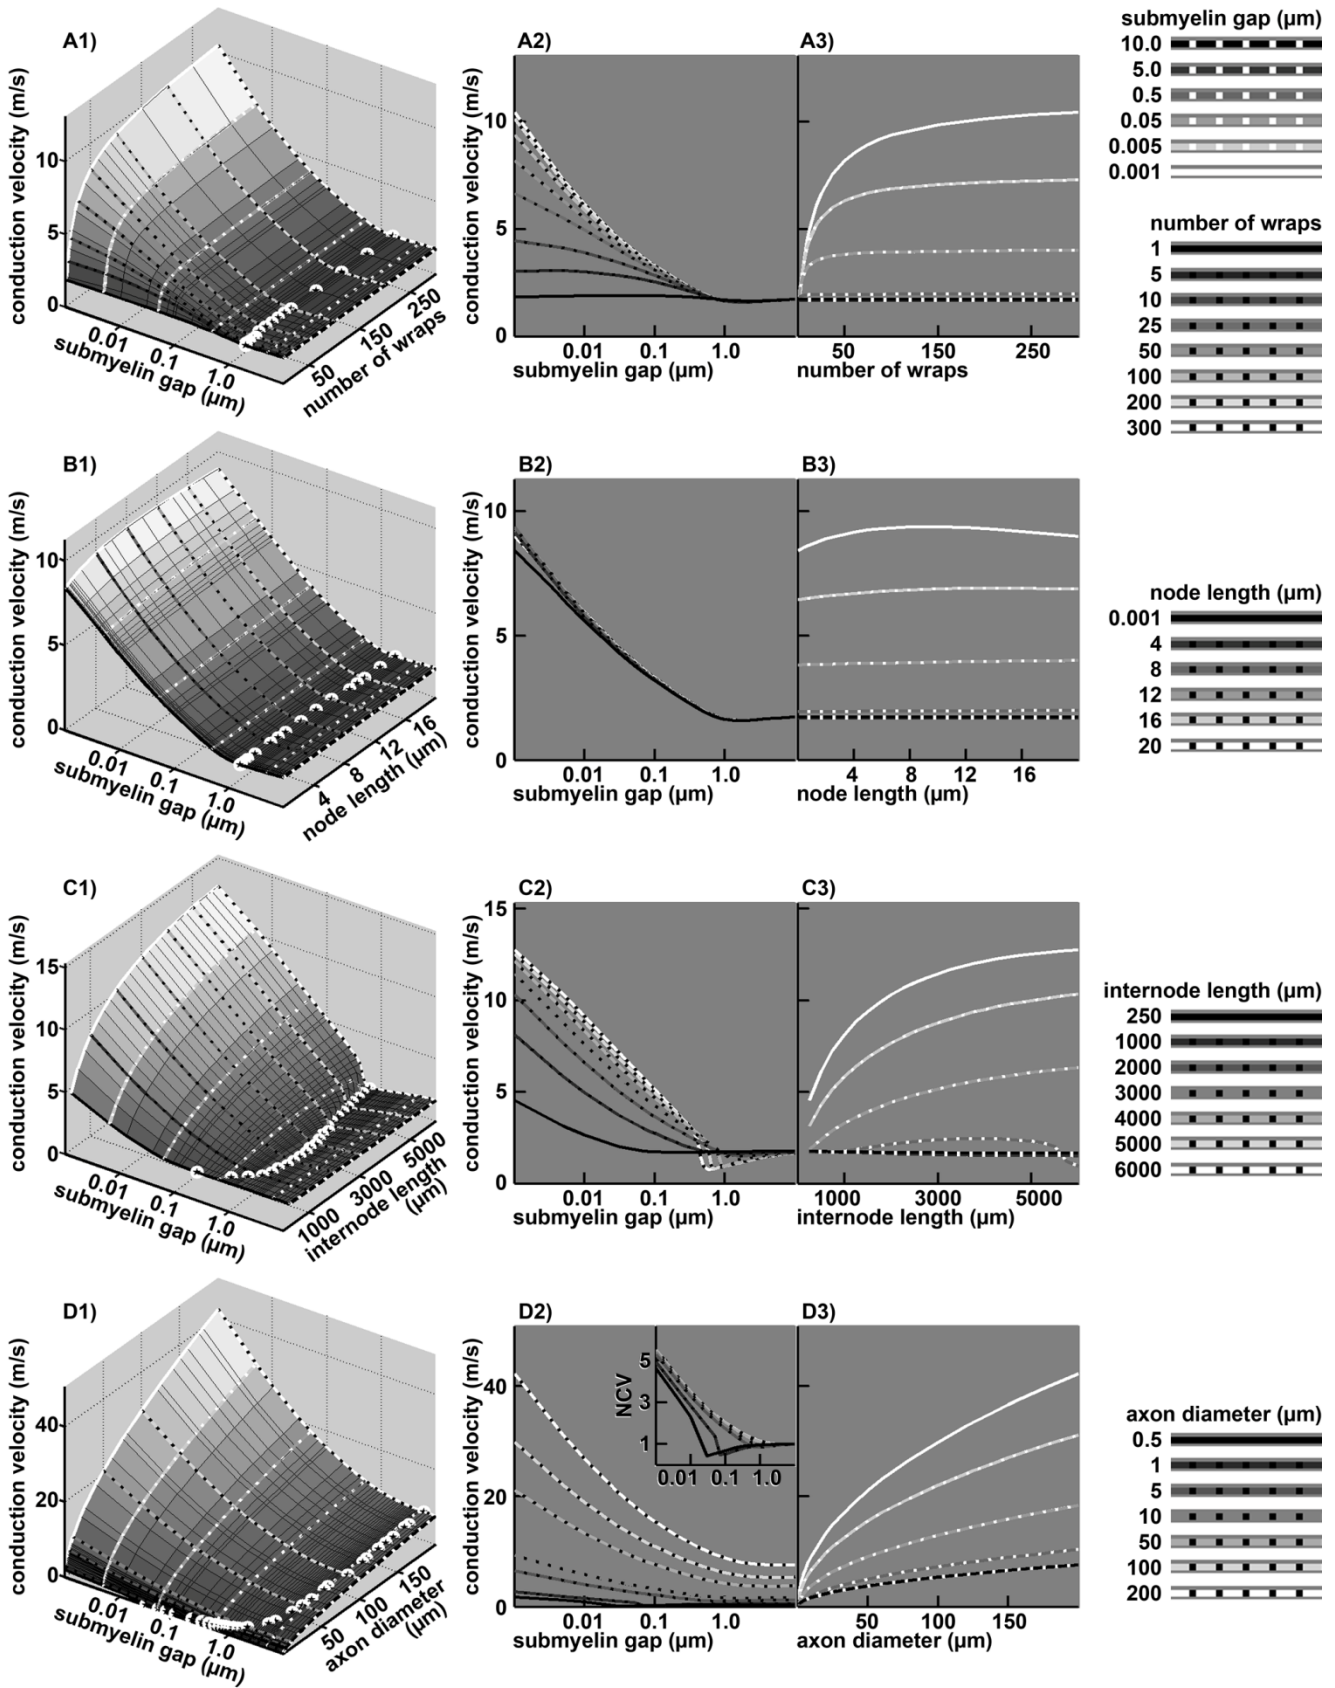 A1)
conduction velocity (m/s)
10
5
0
0.01
0.1
1.0
submyelin gap (µm)
50
150
250
number of wraps
A2)
conduction velocity (m/s)
10
5
0
0.01
0.1
1.0
submyelin gap (µm)
A3)
50
150
250
number of wraps
submyelin gap (µm)
10.0
5.0
0.5
0.05
0.005
0.001
number of wraps
1
5
10
25
50
100
200
300
B1)
conduction velocity (m/s)
10
5
0
0.01
0.1
1.0
submyelin gap (µm)
4
8
12
16
node length (µm)
B2)
conduction velocity (m/s)
10
5
0
0.01
0.1
1.0
submyelin gap (µm)
B3)
4
8
12
16
node length (µm)
node length (µm)
0.001
4
8
12
16
20
C1)
conduction velocity (m/s)
15
10
5
0
0.01
0.1
1.0
submyelin gap (µm)
1000
3000
5000
internode length
(µm)
C2)
conduction velocity (m/s)
15
10
5
0
0.01
0.1
1.0
submyelin gap (µm)
C3)
1000
3000
5000
internode length (µm)
internode length (µm)
250
1000
2000
3000
4000
5000
6000
D1)
conduction velocity (m/s)
40
20
0
0.01
0.1
1.0
submyelin gap (µm)
50
100
150
axon diameter
(µm)
D2)
conduction velocity (m/s)
40
20
0
0.01
0.1
1.0
submyelin gap (µm)
NCV
5
3
1
0.01
0.1
1.0
D3)
50
100
150
axon diameter (µm)
axon diameter (µm)
0.5
1
5
10
50
100
200